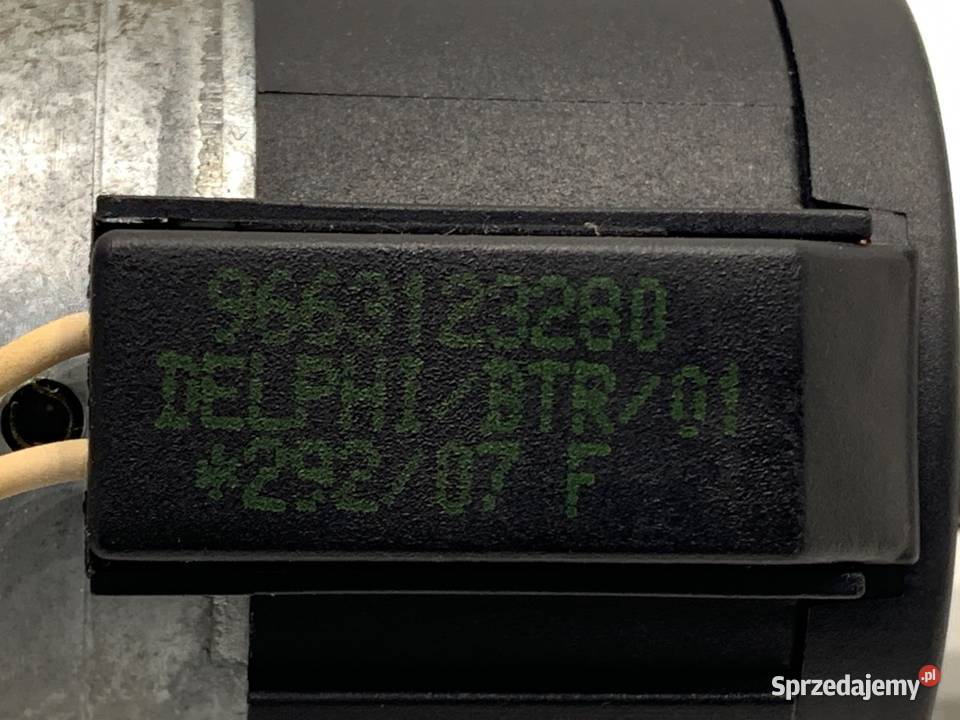 9663123280
DELPHI/BTR/01
*292/07 F
Sprzedajemy.pl